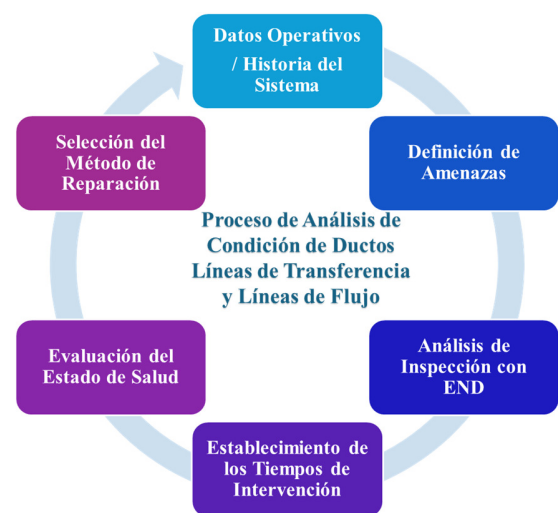 Datos Operativos
/ Historia del
Sistema
Definición de
Amenazas
Análisis de
Inspección con
END
Establecimiento de
los Tiempos de
Intervención
Evaluación del
Estado de Salud
Selección del
Método de
Reparación
Proceso de Análisis de
Condición de Ductos
Líneas de Transferencia
y Líneas de Flujo